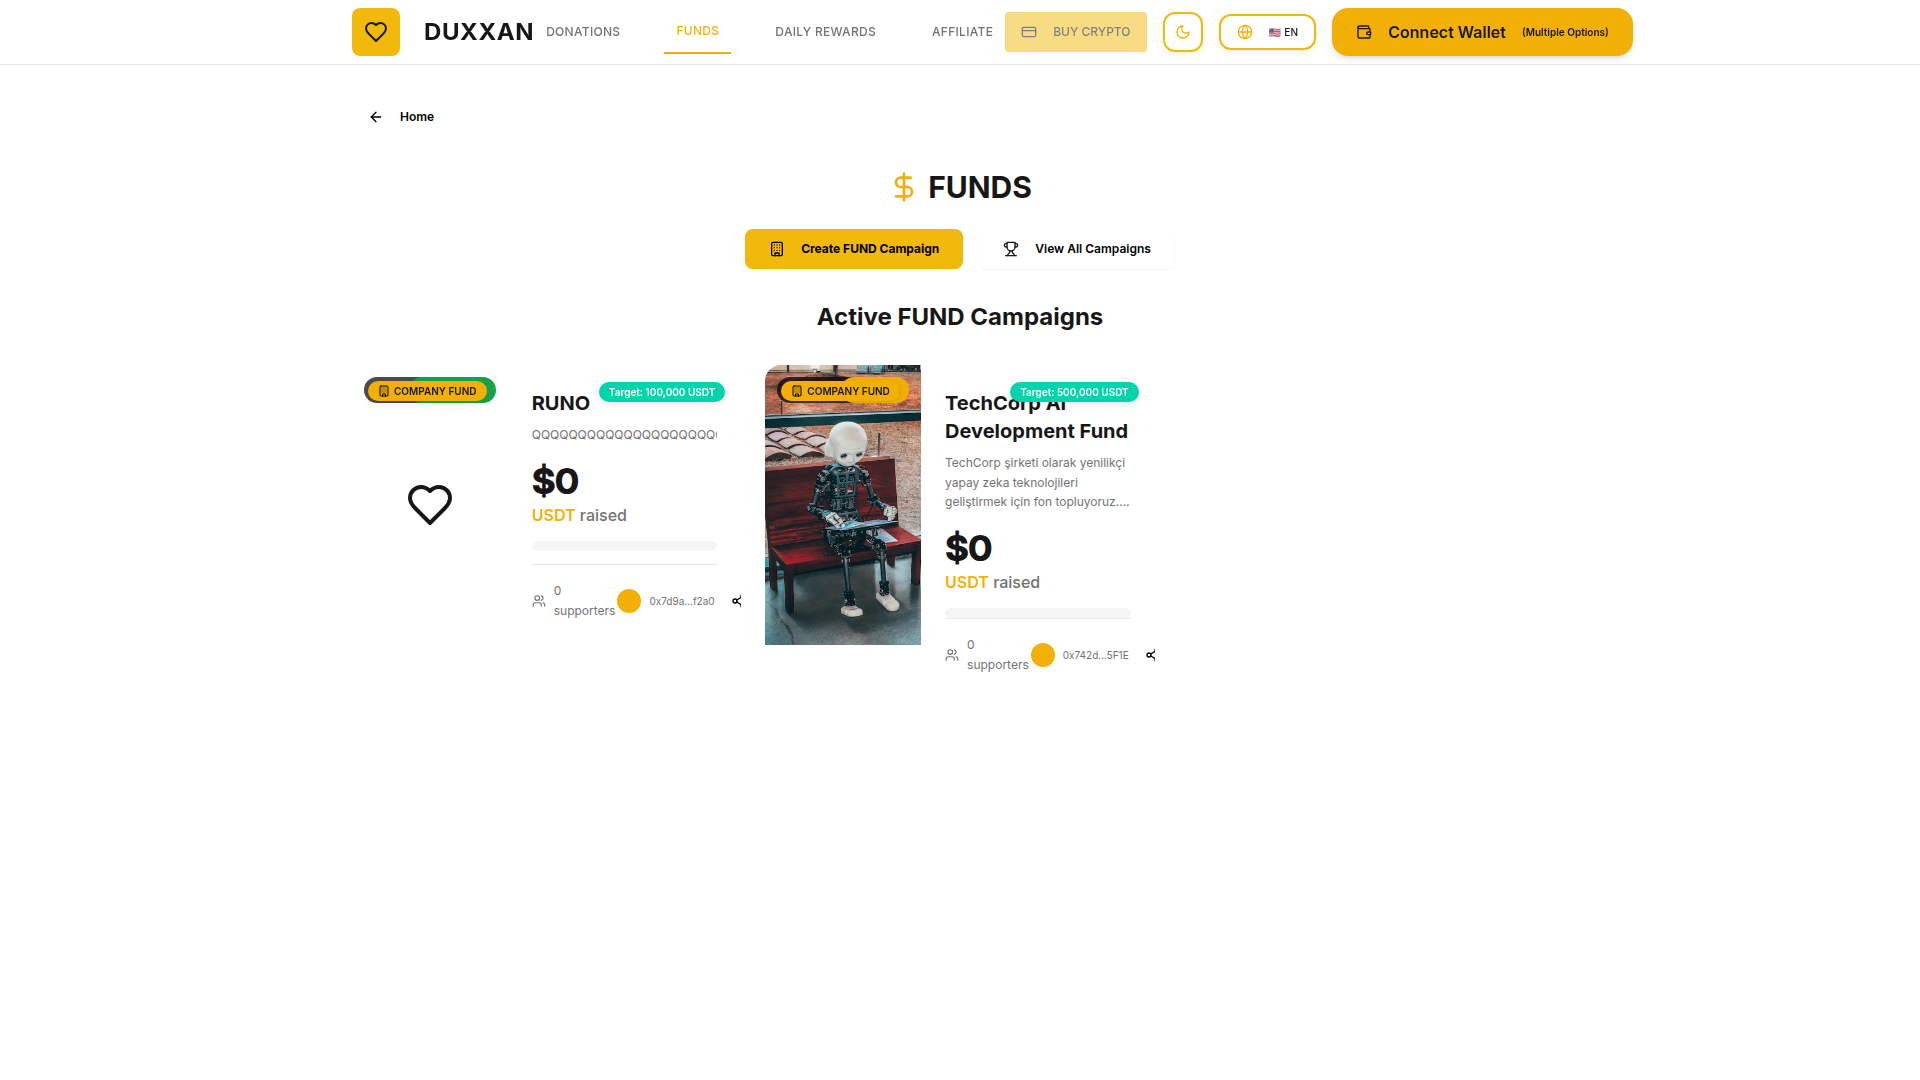 DUXXAN
DONATIONS
FUNDS
DAILY REWARDS
AFFILIATE
BUY CRYPTO
🇺🇸 EN
Connect Wallet (Multiple Options)
Home
FUNDS
Create FUND Campaign
View All Campaigns
Active FUND Campaigns
COMPANY FUND
Target: 100,000 USDT
RUNO
$0
USDT raised
0
supporters
0x7d9a...f2a0
COMPANY FUND
Target: 500,000 USDT
TechCorp AI
Development Fund
TechCorp şirketi olarak yenilikçi
yapay zeka teknolojileri
geliştirmek için fon topluyoruz....
$0
USDT raised
0
supporters
0x742d...5F1E